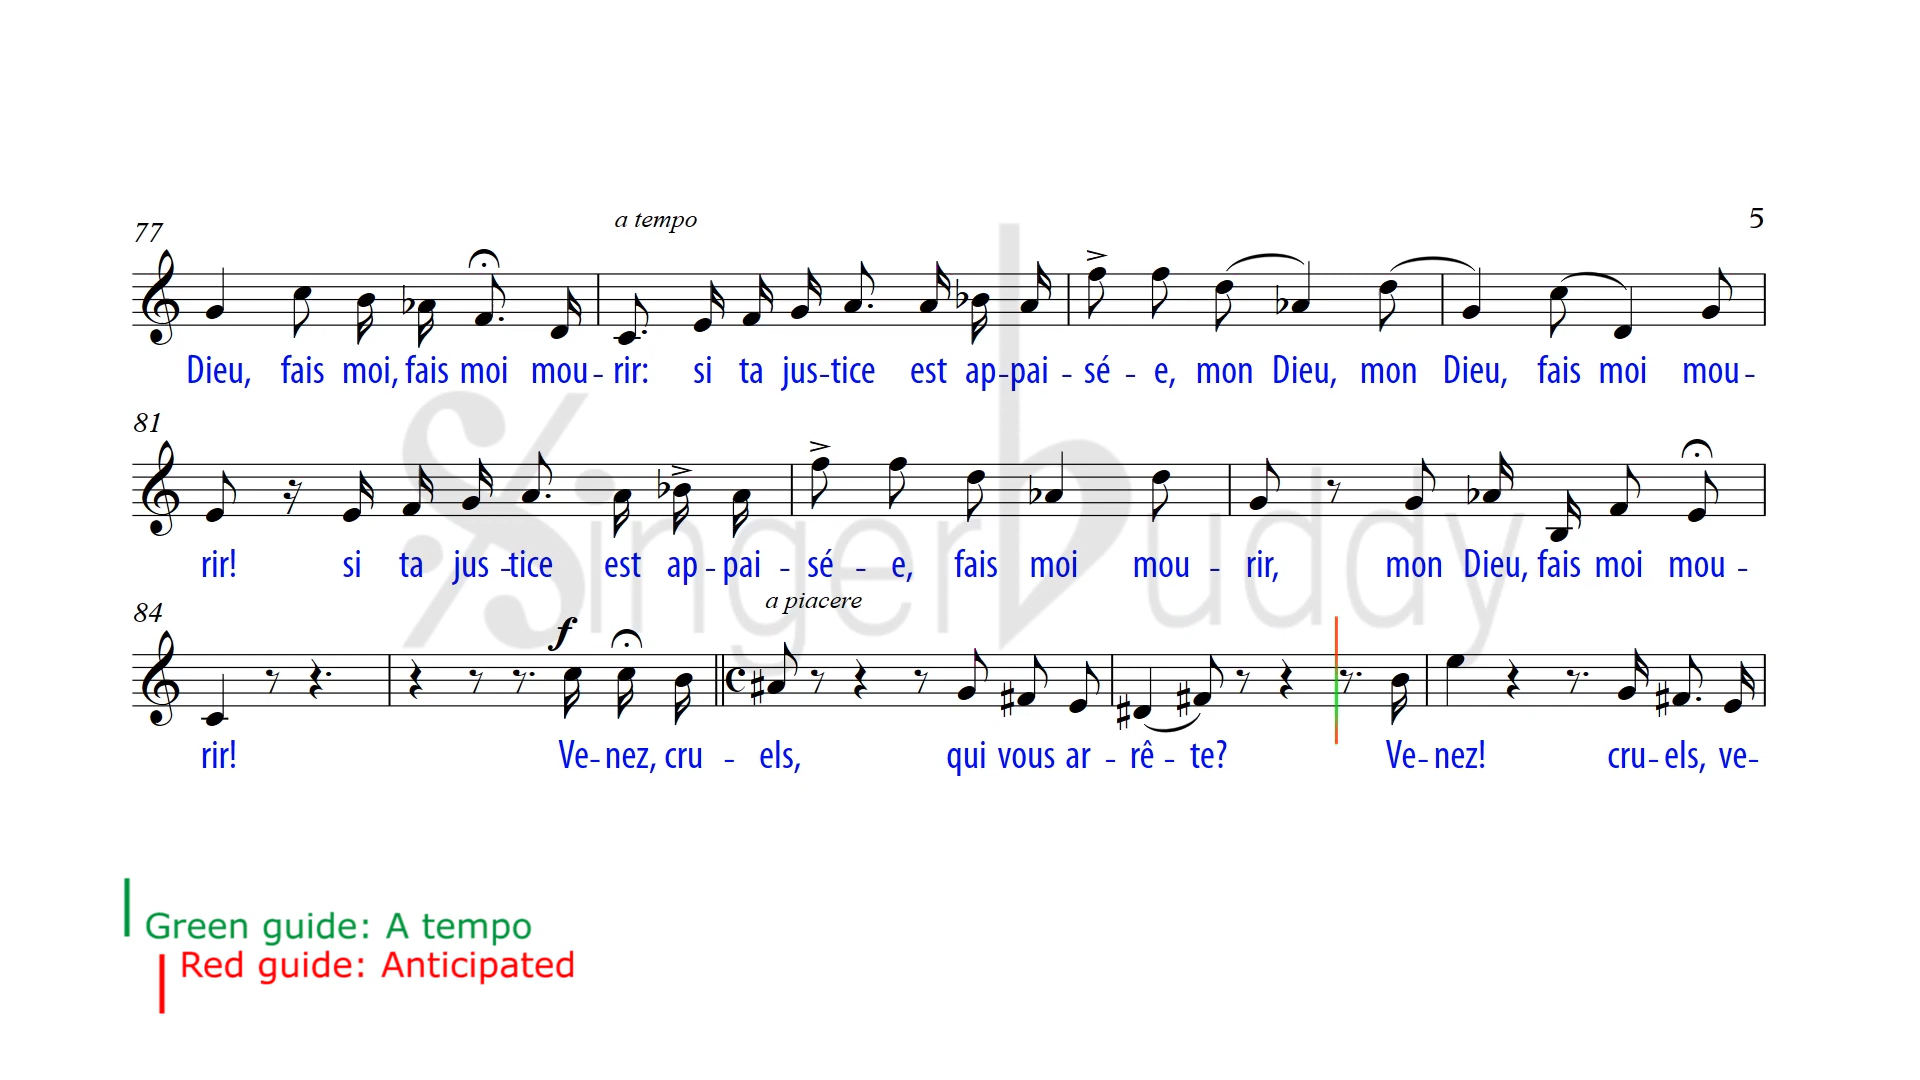 77 a tempo 5
Dieu, fais moi, fais moi mou - rir: si ta jus - tice est ap - pai - sé - e, mon Dieu, mon Dieu, fais moi mou -
81
rir! si ta jus - tice est ap - pai - sé - e, fais moi mou - rir, mon Dieu, fais moi mou -
a piacere
84 f
rir! Ve - nez, cru - els, qui vous ar - rê - te? Ve - nez! cru - els, ve -
Singerbuddy
Green guide: A tempo
Red guide: Anticipated